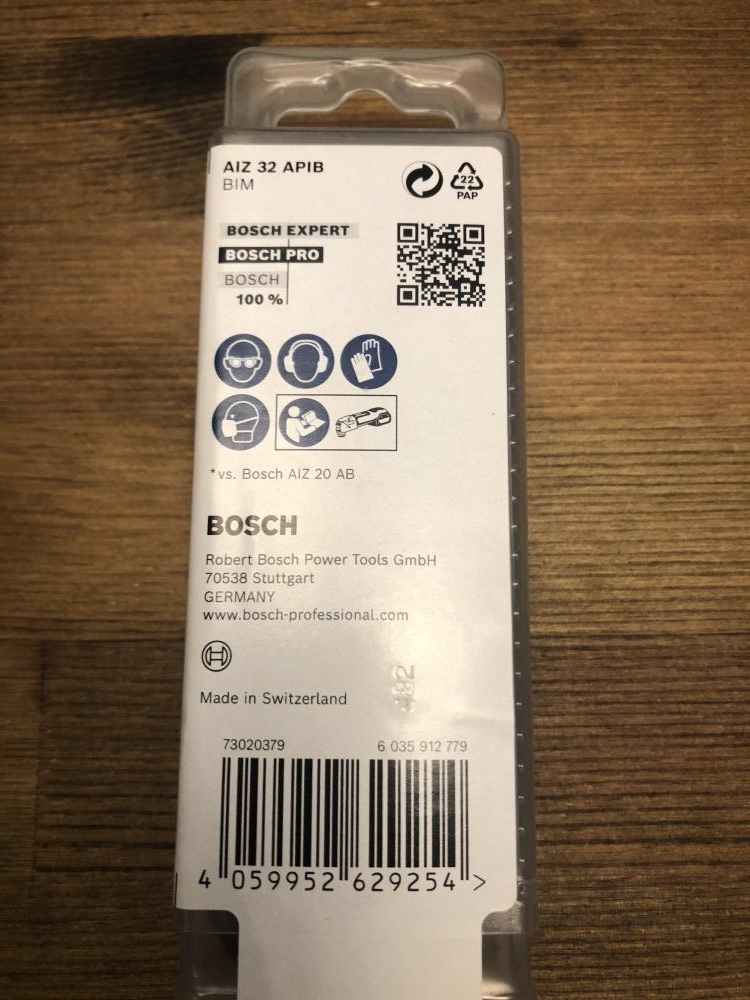 AIZ 32 APIB
BIM
22
PAP
BOSCH EXPERT
BOSCH PRO
BOSCH
100 %
*vs. Bosch AIZ 20 AB
BOSCH
Robert Bosch Power Tools GmbH
70538 Stuttgart
GERMANY
www.bosch-professional.com
Made in Switzerland
73020379 6 035 912 779
4 059952 629254 >